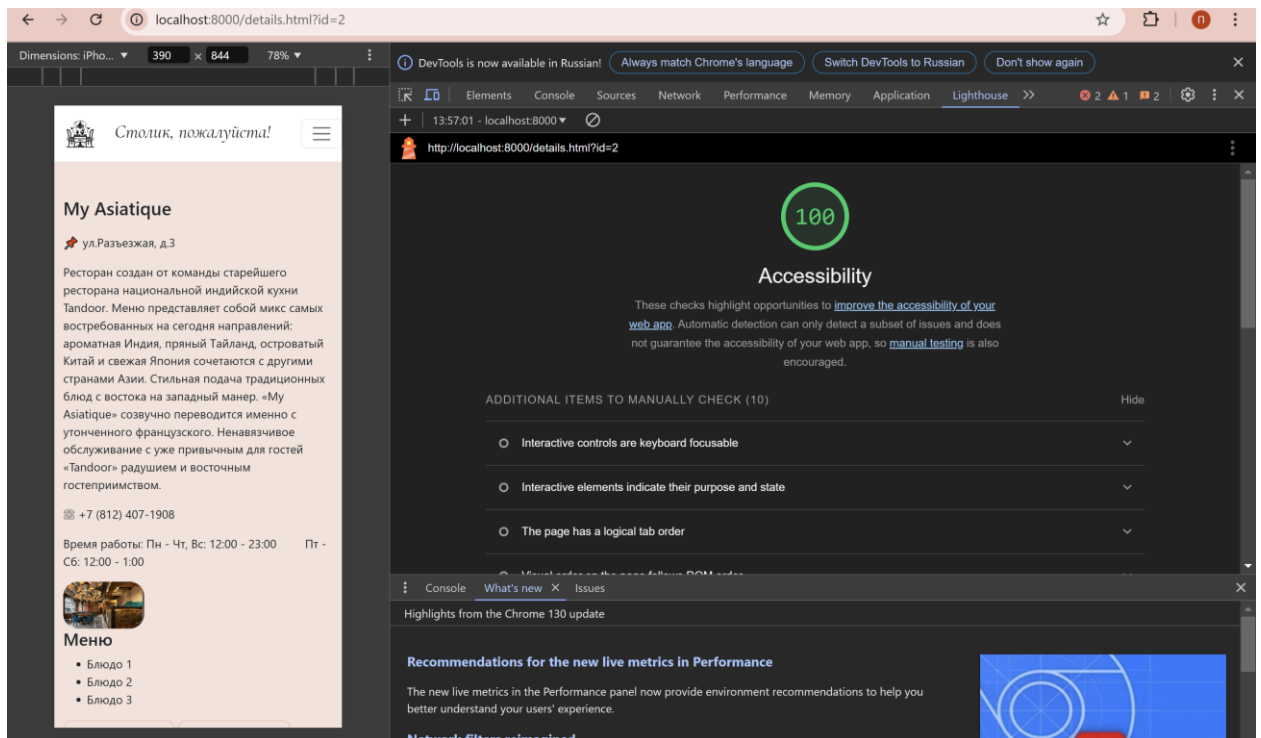 localhost:8000/details.html?id=2
П
Dimensions: iPho... 390 × 844 78%
Столик, пожалуйста!
My Asiatique
ул.Разъезжая, д.3
Ресторан создан от команды старейшего
ресторана национальной индийской кухни
Tandoor. Меню представляет собой микс самых
востребованных на сегодня направлений:
ароматная Индия, пряный Тайланд, островатый
Китай и свежая Япония сочетаются с другими
странами Азии. Стильная подача традиционных
блюд с востока на западный манер. «My
Asiatique» созвучно переводится именно с
утонченного французского. Ненавязчивое
обслуживание с уже привычным для гостей
«Tandoor» радушием и восточным
гостеприимством.
+7 (812) 407-1908
Время работы: Пн - Чт, Вс: 12:00 - 23:00 Пт -
Сб: 12:00 - 1:00
Меню
• Блюдо 1
• Блюдо 2
• Блюдо 3
DevTools is now available in Russian! Always match Chrome's language Switch DevTools to Russian Don't show again
Elements Console Sources Network Performance Memory Application Lighthouse 2 1 2
13:57:01 - localhost:8000
http://localhost:8000/details.html?id=2
100
Accessibility
These checks highlight opportunities to improve the accessibility of your
web app. Automatic detection can only detect a subset of issues and does
not guarantee the accessibility of your web app, so manual testing is also
encouraged.
ADDITIONAL ITEMS TO MANUALLY CHECK (10) Hide
Interactive controls are keyboard focusable
Interactive elements indicate their purpose and state
The page has a logical tab order
Visual order on the page follows DOM order
Console What's new Issues
Highlights from the Chrome 130 update
Recommendations for the new live metrics in Performance
The new live metrics in the Performance panel now provide environment recommendations to help you
better understand your users' experience.
Network filters reimagined